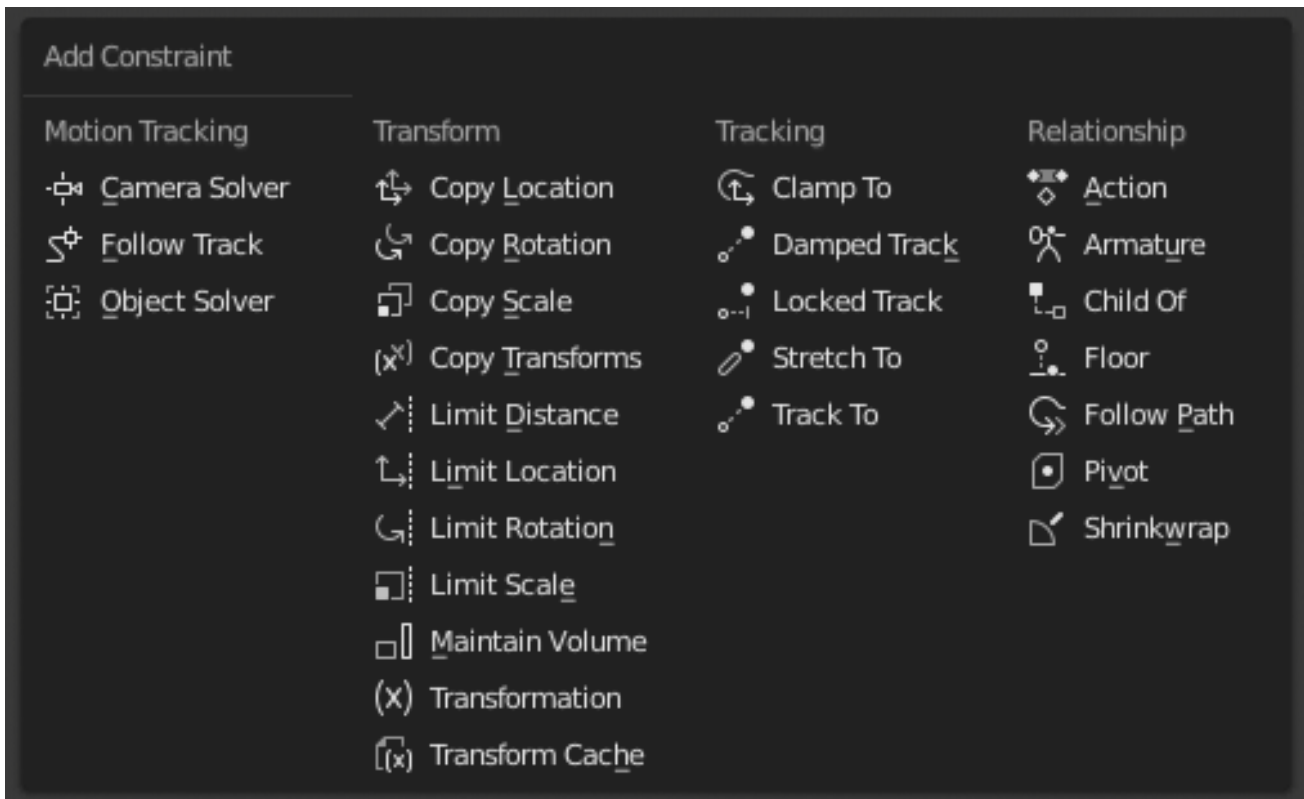 Add Constraint
Motion Tracking
Camera Solver
Follow Track
Object Solver
Transform
Copy Location
Copy Rotation
Copy Scale
Copy Transforms
Limit Distance
Limit Location
Limit Rotation
Limit Scale
Maintain Volume
Transformation
Transform Cache
Tracking
Clamp To
Damped Track
Locked Track
Stretch To
Track To
Relationship
Action
Armature
Child Of
Floor
Follow Path
Pivot
Shrinkwrap